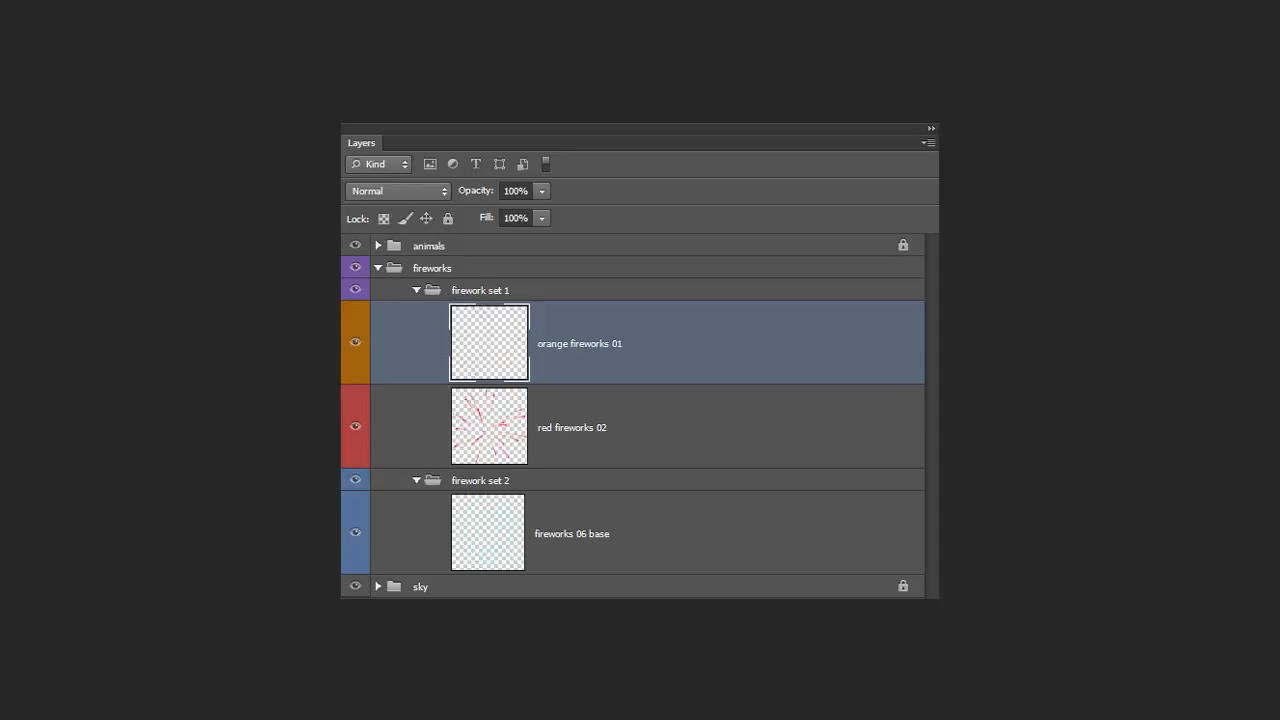 Layers
Kind T
Normal Opacity: 100%
Lock: Fill: 100%
animals
fireworks
firework set 1
orange fireworks 01
red fireworks 02
firework set 2
fireworks 06 base
sky